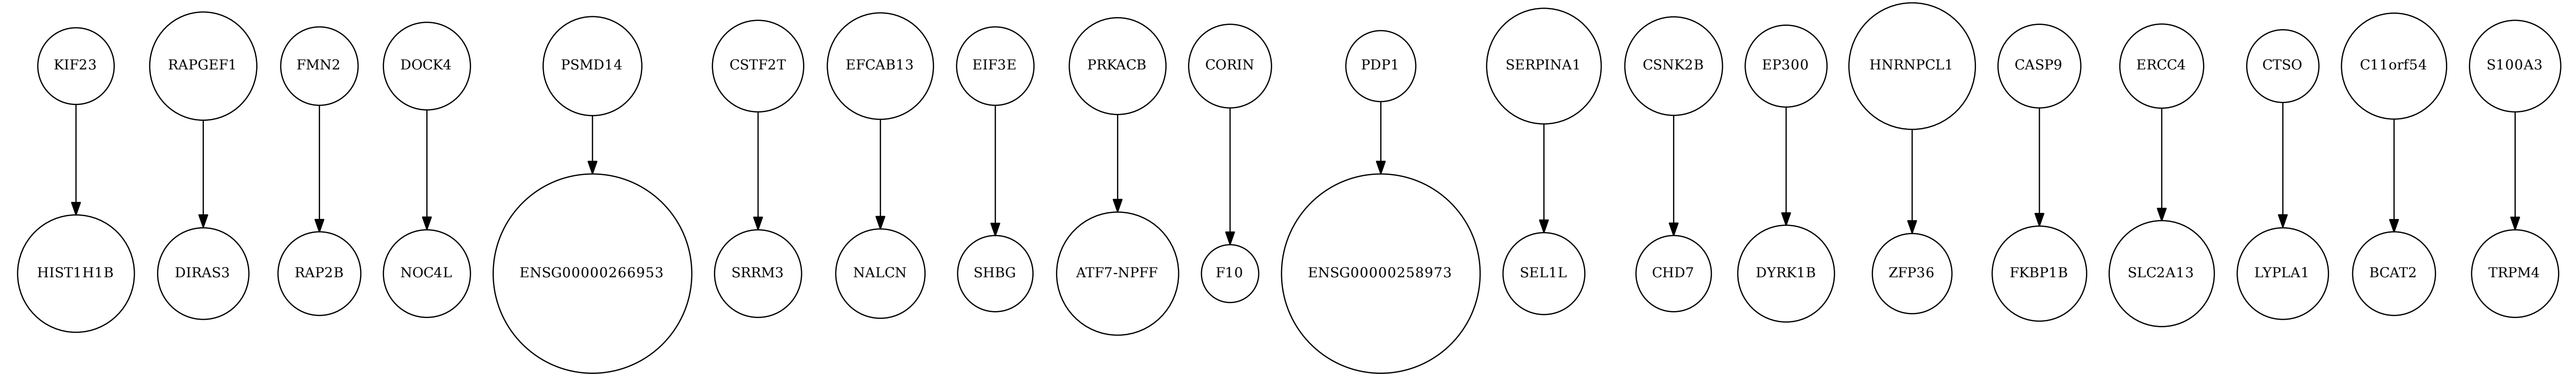 KIF23
RAPGEF1
FMN2
DOCK4
PSMD14
CSTF2T
EFCAB13
EIF3E
PRKACB
CORIN
PDP1
SERPINA1
CSNK2B
EP300
HNRNPCL1
CASP9
ERCC4
CTSO
C11orf54
S100A3
HIST1H1B
DIRAS3
RAP2B
NOC4L
ENSG00000266953
SRRM3
NALCN
SHBG
ATF7-NPFF
F10
ENSG00000258973
SEL1L
CHD7
DYRK1B
ZFP36
FKBP1B
SLC2A13
LYPLA1
BCAT2
TRPM4